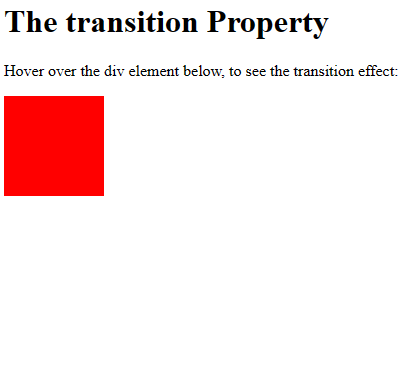 The transition Property
Hover over the div element below, to see the transition effect: